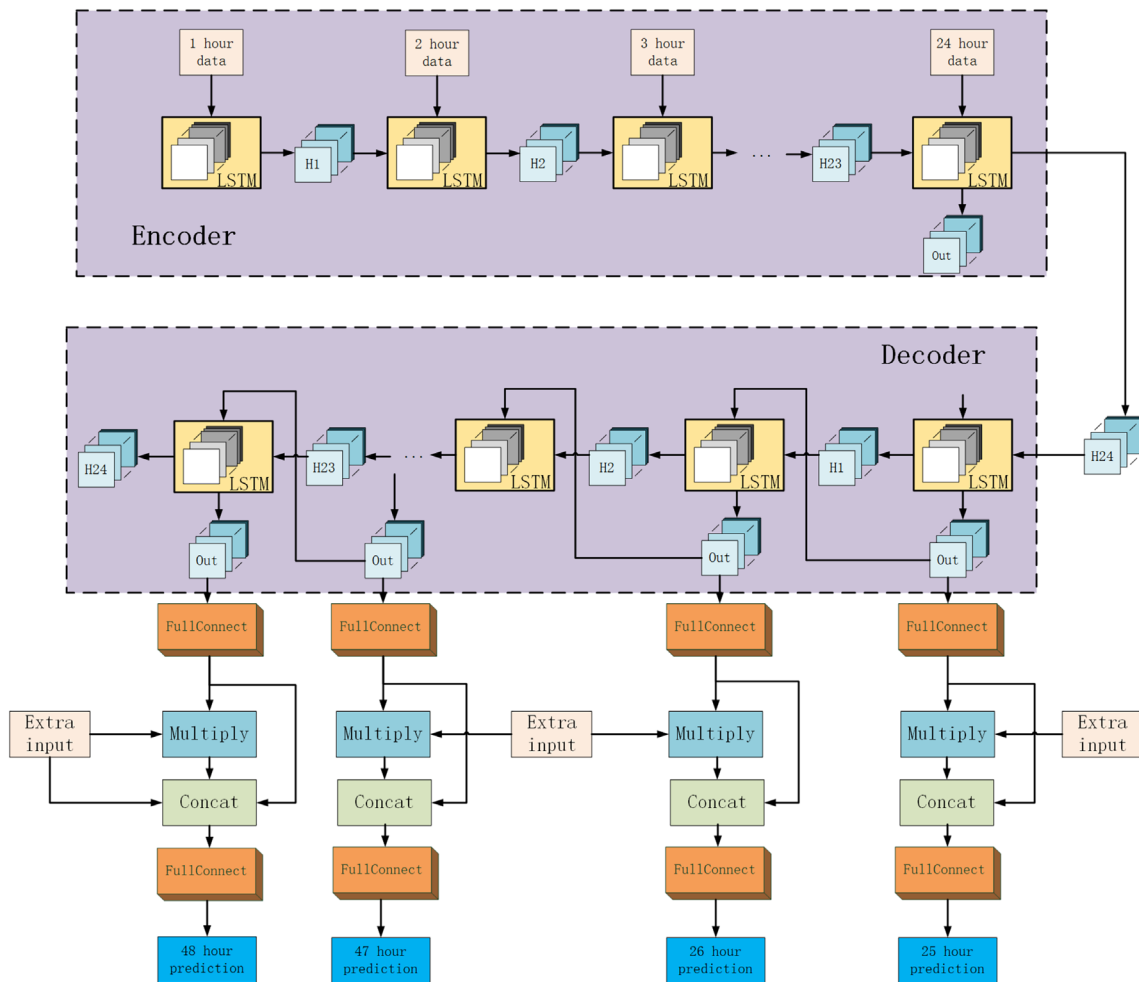 1 hour
data
2 hour
data
3 hour
data
24 hour
data
LSTM
H1
LSTM
H2
LSTM
...
H23
LSTM
Out
Encoder
Decoder
H24
LSTM
H23
...
LSTM
H2
LSTM
H1
LSTM
H24
Out
Out
Out
Out
FullConnect
FullConnect
FullConnect
FullConnect
Extra
input
Multiply
Multiply
Extra
input
Multiply
Multiply
Extra
input
Concat
Concat
Concat
Concat
FullConnect
FullConnect
FullConnect
FullConnect
48 hour
prediction
47 hour
prediction
26 hour
prediction
25 hour
prediction